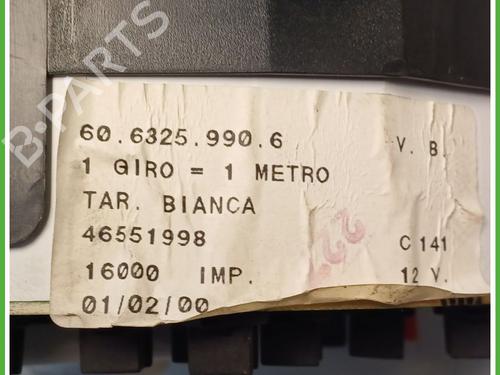 B-PARTS
60.6325.990.6 V. B.
1 GIRO = 1 METRO
TAR. BIANCA
46551998 C 141
16000 IMP. 12 V.
01/02/00